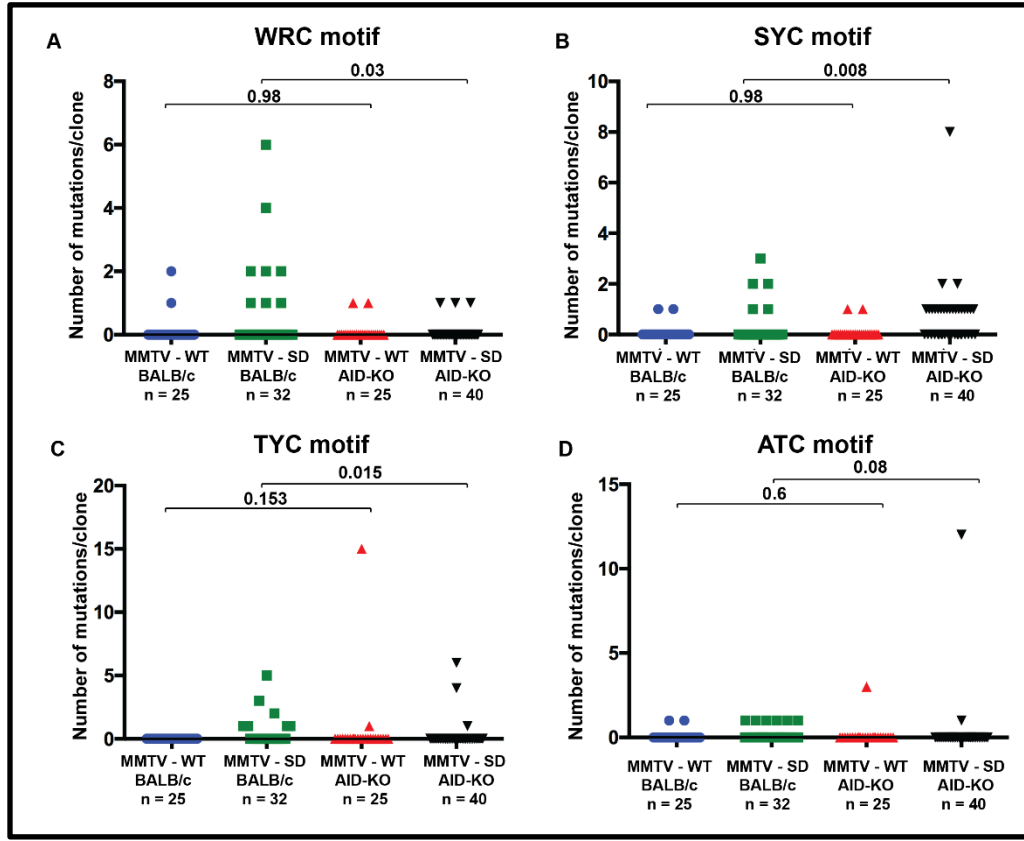 A
WRC motif
0.03
0.98
Number of mutations/clone
8
6
4
2
0
MMTV - WT
BALB/c
n = 25
MMTV - SD
BALB/c
n = 32
MMTV - WT
AID-KO
n = 25
MMTV - SD
AID-KO
n = 40
B
SYC motif
0.008
0.98
Number of mutations/clone
10
8
6
4
2
0
MMTV - WT
BALB/c
n = 25
MMTV - SD
BALB/c
n = 32
MMTV - WT
AID-KO
n = 25
MMTV - SD
AID-KO
n = 40
C
TYC motif
0.015
0.153
Number of mutations/clone
20
15
10
5
0
MMTV - WT
BALB/c
n = 25
MMTV - SD
BALB/c
n = 32
MMTV - WT
AID-KO
n = 25
MMTV - SD
AID-KO
n = 40
D
ATC motif
0.08
0.6
Number of mutations/clone
15
10
5
0
MMTV - WT
BALB/c
n = 25
MMTV - SD
BALB/c
n = 32
MMTV - WT
AID-KO
n = 25
MMTV - SD
AID-KO
n = 40